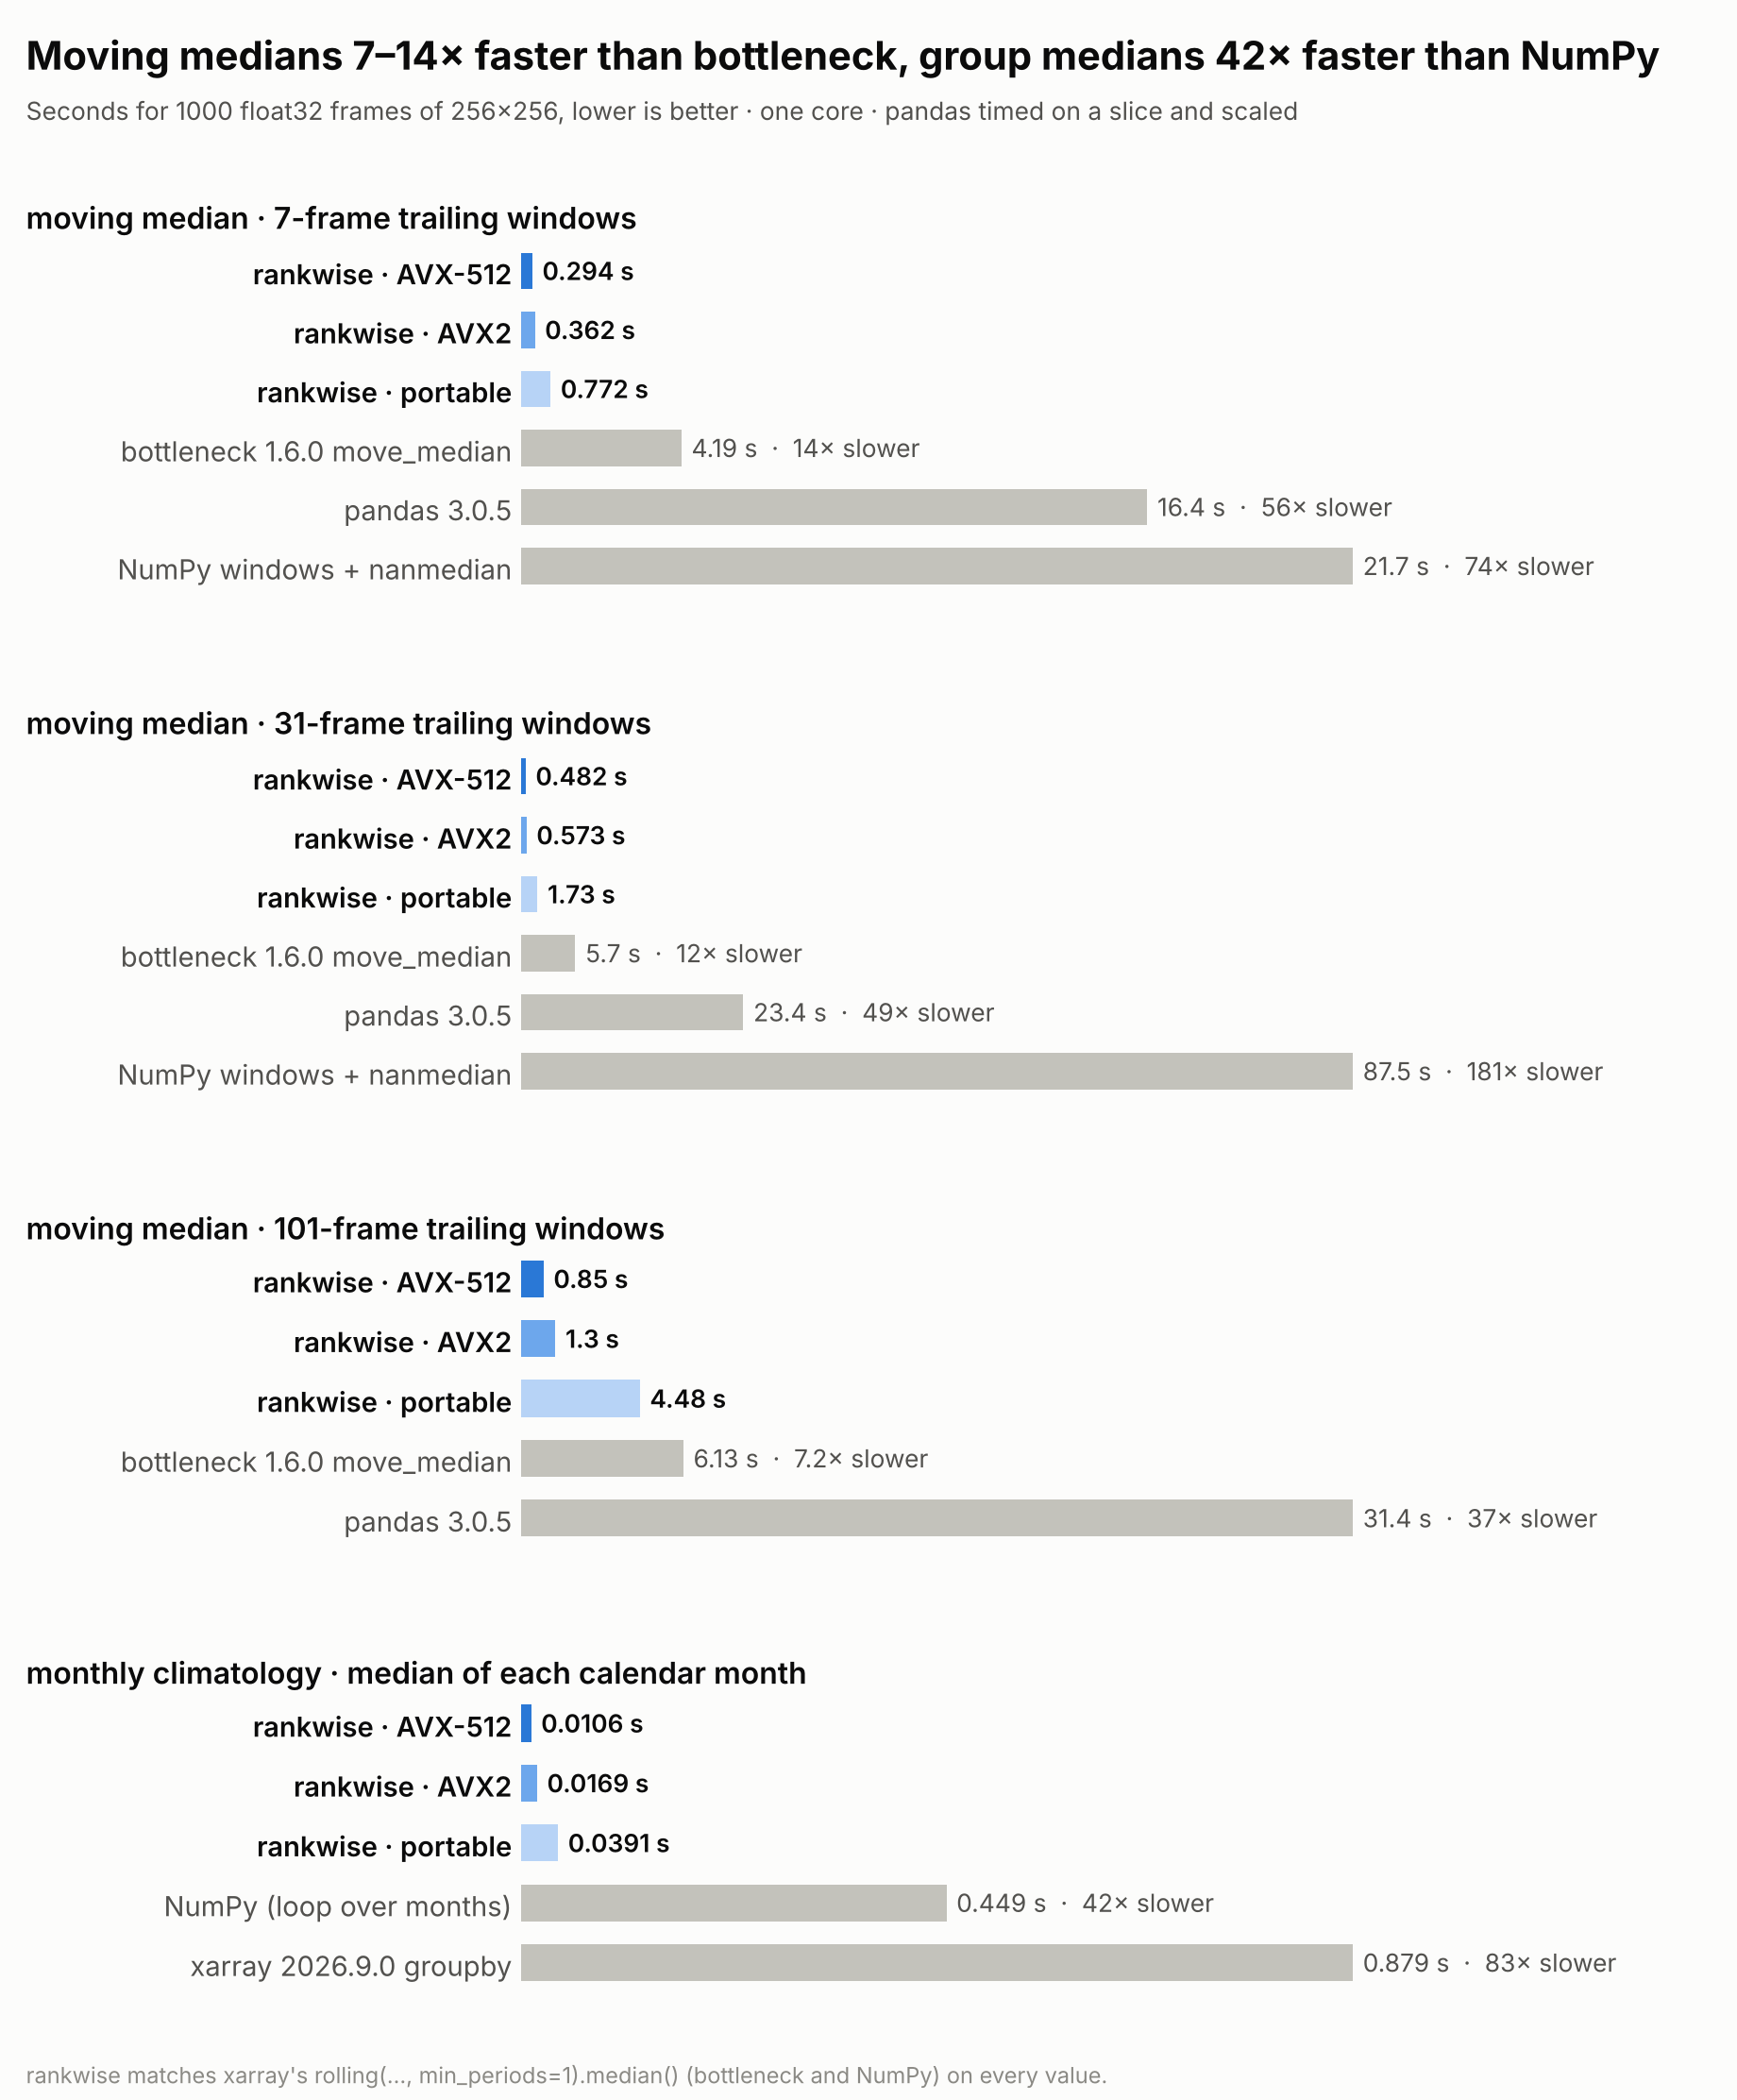 Moving medians 7–14× faster than bottleneck, group medians 42× faster than NumPy
Seconds for 1000 float32 frames of 256×256, lower is better · one core · pandas timed on a slice and scaled
moving median · 7-frame trailing windows
rankwise · AVX-512 0.294 s
rankwise · AVX2 0.362 s
rankwise · portable 0.772 s
bottleneck 1.6.0 move_median 4.19 s · 14× slower
pandas 3.0.5 16.4 s · 56× slower
NumPy windows + nanmedian 21.7 s · 74× slower
moving median · 31-frame trailing windows
rankwise · AVX-512 0.482 s
rankwise · AVX2 0.573 s
rankwise · portable 1.73 s
bottleneck 1.6.0 move_median 5.7 s · 12× slower
pandas 3.0.5 23.4 s · 49× slower
NumPy windows + nanmedian 87.5 s · 181× slower
moving median · 101-frame trailing windows
rankwise · AVX-512 0.85 s
rankwise · AVX2 1.3 s
rankwise · portable 4.48 s
bottleneck 1.6.0 move_median 6.13 s · 7.2× slower
pandas 3.0.5 31.4 s · 37× slower
monthly climatology · median of each calendar month
rankwise · AVX-512 0.0106 s
rankwise · AVX2 0.0169 s
rankwise · portable 0.0391 s
NumPy (loop over months) 0.449 s · 42× slower
xarray 2026.9.0 groupby 0.879 s · 83× slower
rankwise matches xarray's rolling(..., min_periods=1).median() (bottleneck and NumPy) on every value.